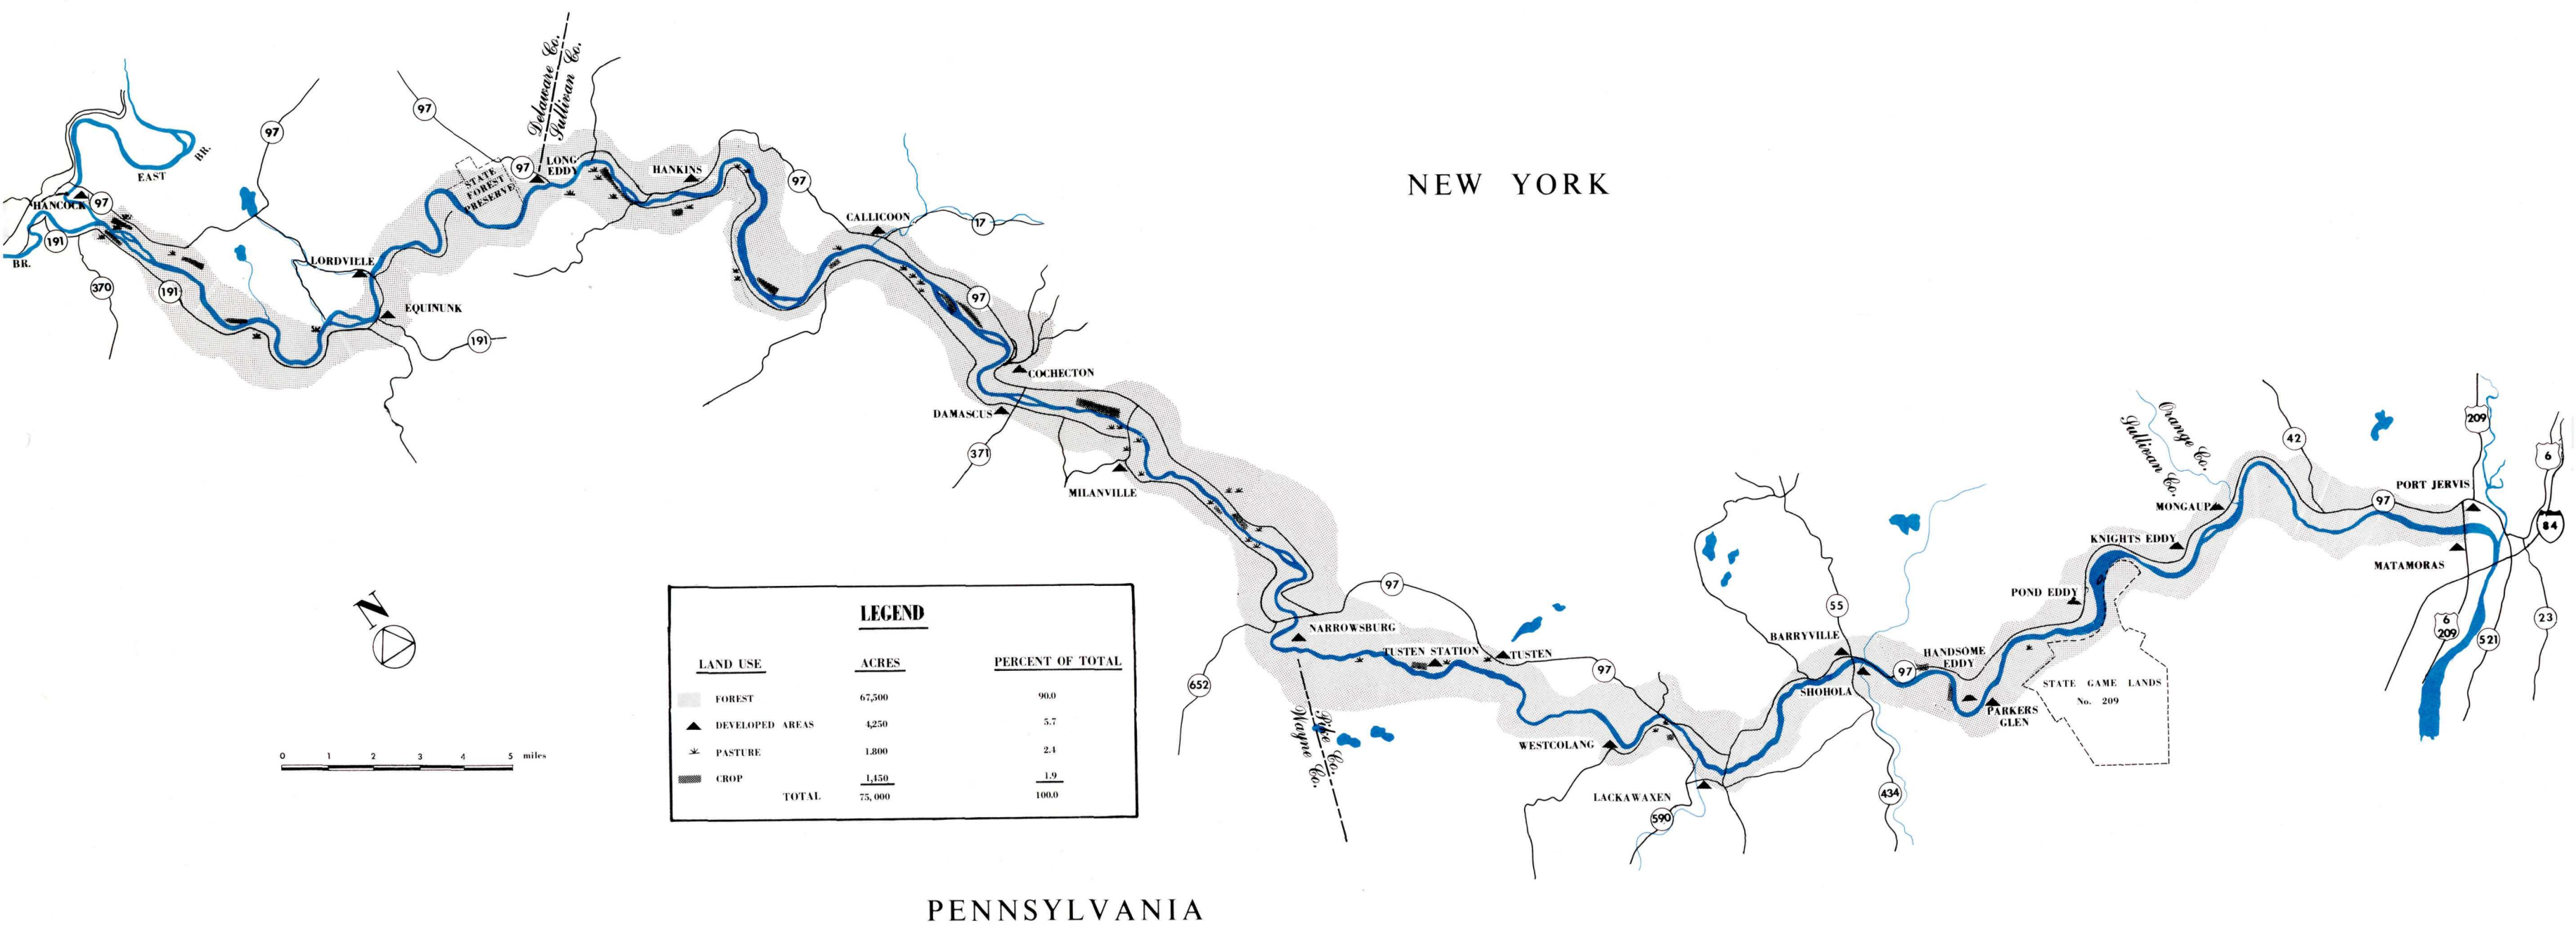 NEW YORK
Delaware Co.
Sullivan Co.
97
97
97
EAST
BR.
HANCOCK
97
191
BR.
370
191
LORDVILLE
EQUINUNK
191
STATE
FOREST
PRESERVE
LONG
EDDY
HANKINS
97
CALLICOON
17
97
COCHECTON
DAMASCUS
371
MILANVILLE
NARROWSBURG
97
652
Pike Co.
Wayne Co.
TUSTEN STATION
TUSTEN
97
WESTCOLANG
LACKAWAXEN
590
55
BARRYVILLE
SHOHOLA
434
97
HANDSOME
EDDY
PARKERS
GLEN
STATE GAME LANDS
No. 209
POND EDDY
KNIGHTS EDDY
MONGAUP
Orange Co.
Sullivan Co.
42
97
PORT JERVIS
MATAMORAS
209
6
84
6
209
521
23
N
0 1 2 3 4 5 miles
LEGEND
LAND USE ACRES PERCENT OF TOTAL
FOREST 67,500 90.0
DEVELOPED AREAS 4,250 5.7
PASTURE 1,800 2.4
CROP 1,450 1.9
TOTAL 75,000 100.0
PENNSYLVANIA